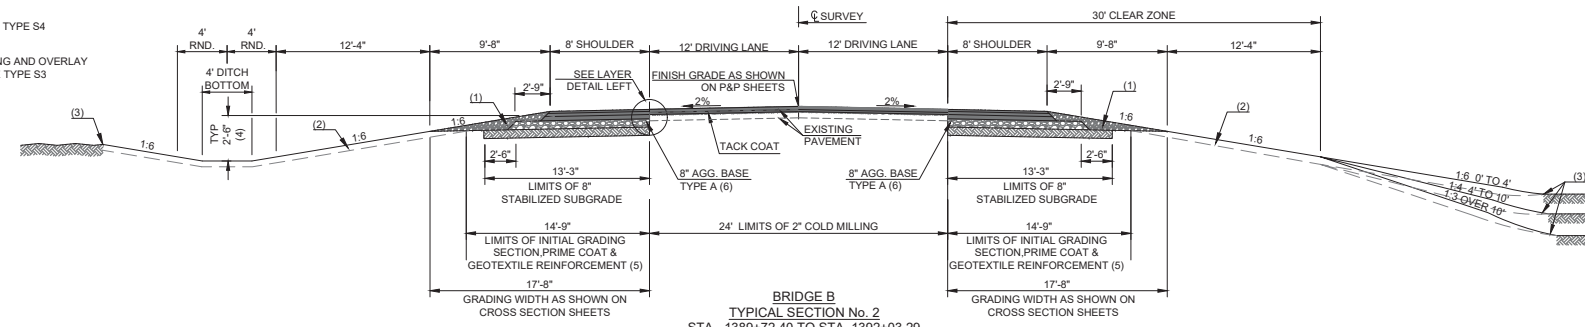 TYPE S4
NG AND OVERLAY
TYPE S3
4'
RND.
4'
RND.
12'-4"
9'-8"
8' SHOULDER
12' DRIVING LANE
℄ SURVEY
12' DRIVING LANE
30' CLEAR ZONE
8' SHOULDER
9'-8"
12'-4"
4' DITCH
BOTTOM
2'-9"
SEE LAYER
DETAIL LEFT
FINISH GRADE AS SHOWN
ON P&P SHEETS
2'-9"
(3)
1:6
TYP
2'-6"
(4)
(2)
1:6
(1)
1:6
2%
2%
(1)
1:6
(2)
1:6
EXISTING
PAVEMENT
TACK COAT
2'-6"
8" AGG. BASE
TYPE A (6)
8" AGG. BASE
TYPE A (6)
2'-6"
13'-3"
LIMITS OF 8"
STABILIZED SUBGRADE
13'-3"
LIMITS OF 8"
STABILIZED SUBGRADE
1:6 0' TO 4'
1:4 4' TO 10'
1:3 OVER 10'
(3)
14'-9"
LIMITS OF INITIAL GRADING
SECTION,PRIME COAT &
GEOTEXTILE REINFORCEMENT (5)
24' LIMITS OF 2" COLD MILLING
14'-9"
LIMITS OF INITIAL GRADING
SECTION,PRIME COAT &
GEOTEXTILE REINFORCEMENT (5)
17'-8"
GRADING WIDTH AS SHOWN ON
CROSS SECTION SHEETS
17'-8"
GRADING WIDTH AS SHOWN ON
CROSS SECTION SHEETS
BRIDGE B
TYPICAL SECTION No. 2
STA. 1389+72.40 TO STA. 1392+03.29